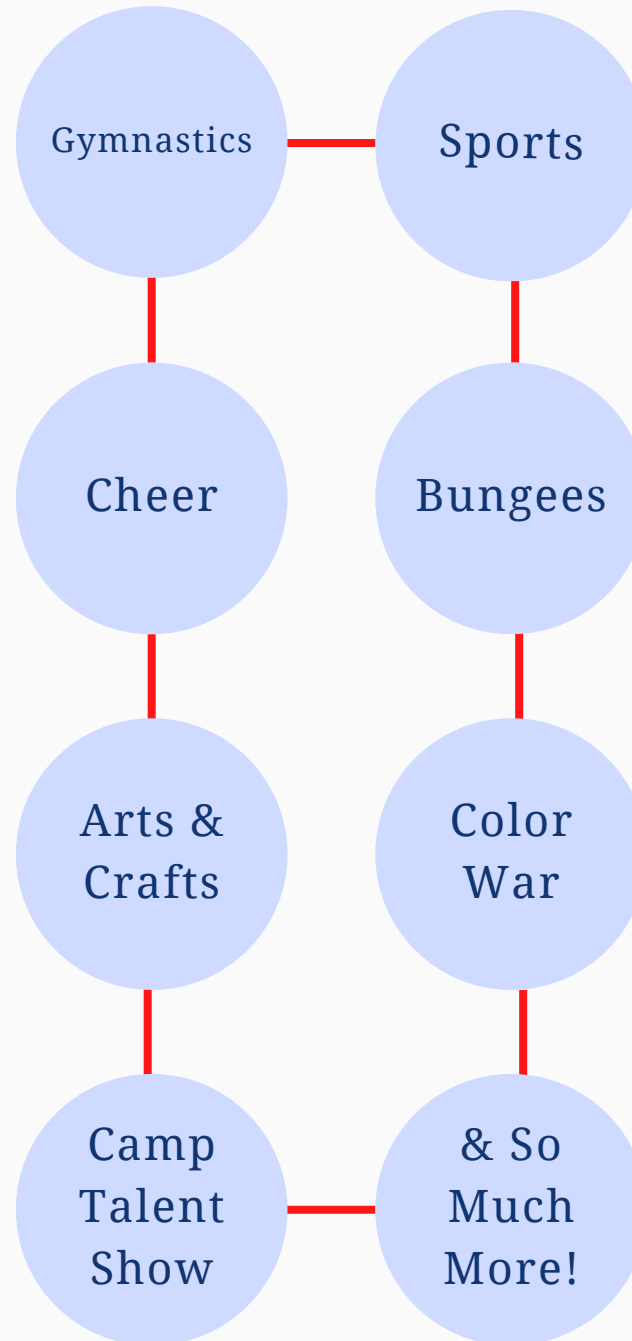 Gymnastics
Sports
Cheer
Bungees
Arts &
Crafts
Color
War
Camp
Talent
Show
& So
Much
More!